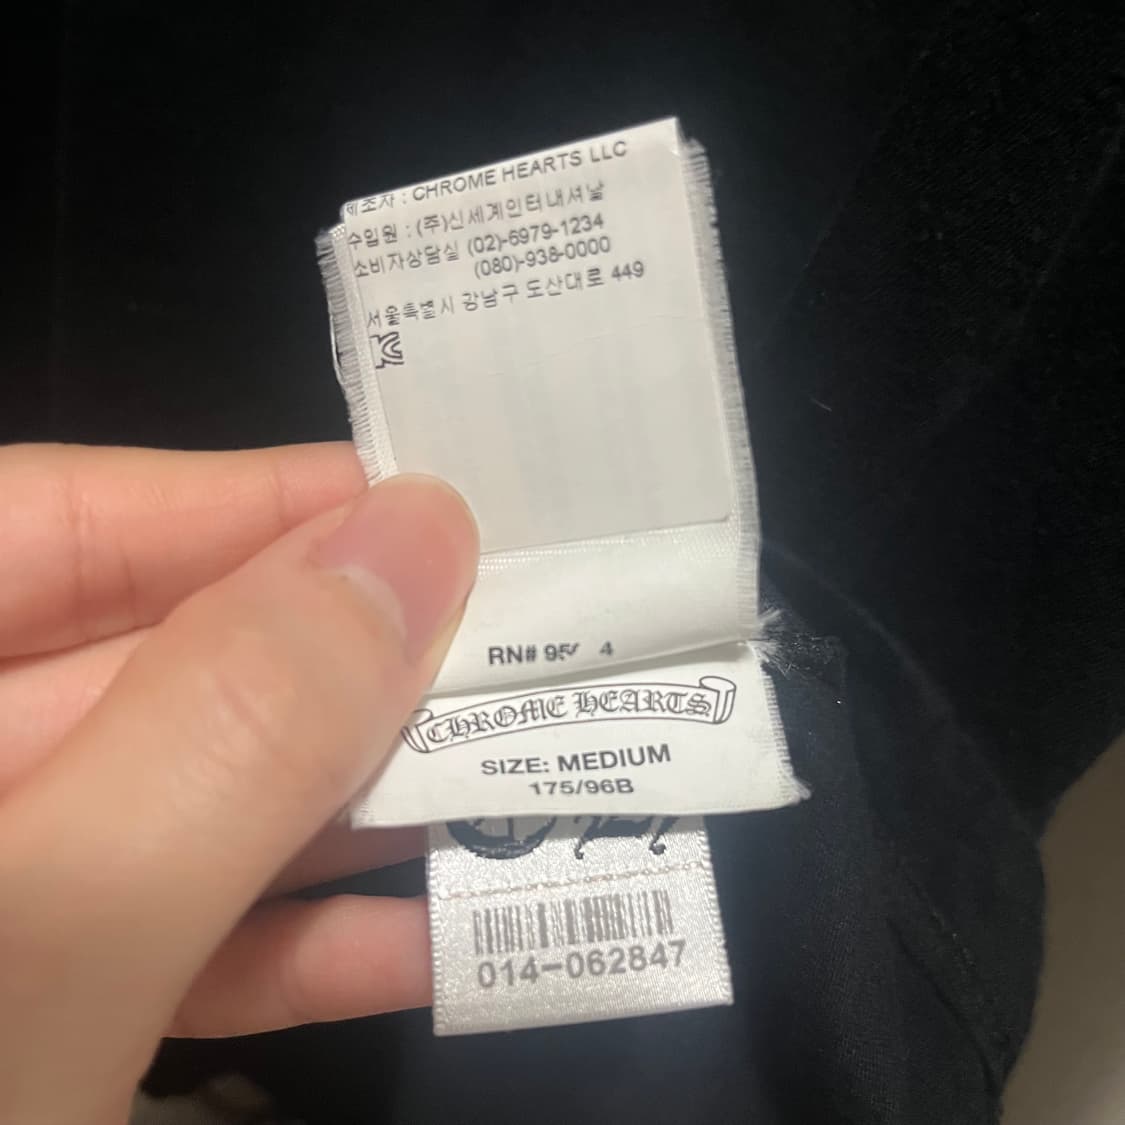 제조자 : CHROME HEARTS LLC
수입원 : (주)신세계인터내셔날
소비자상담실 (02)-6979-1234
(080)-938-0000
서울특별시 강남구 도산대로 449
RN#
CHROME HEARTS
SIZE: MEDIUM
175/96B
014-062847